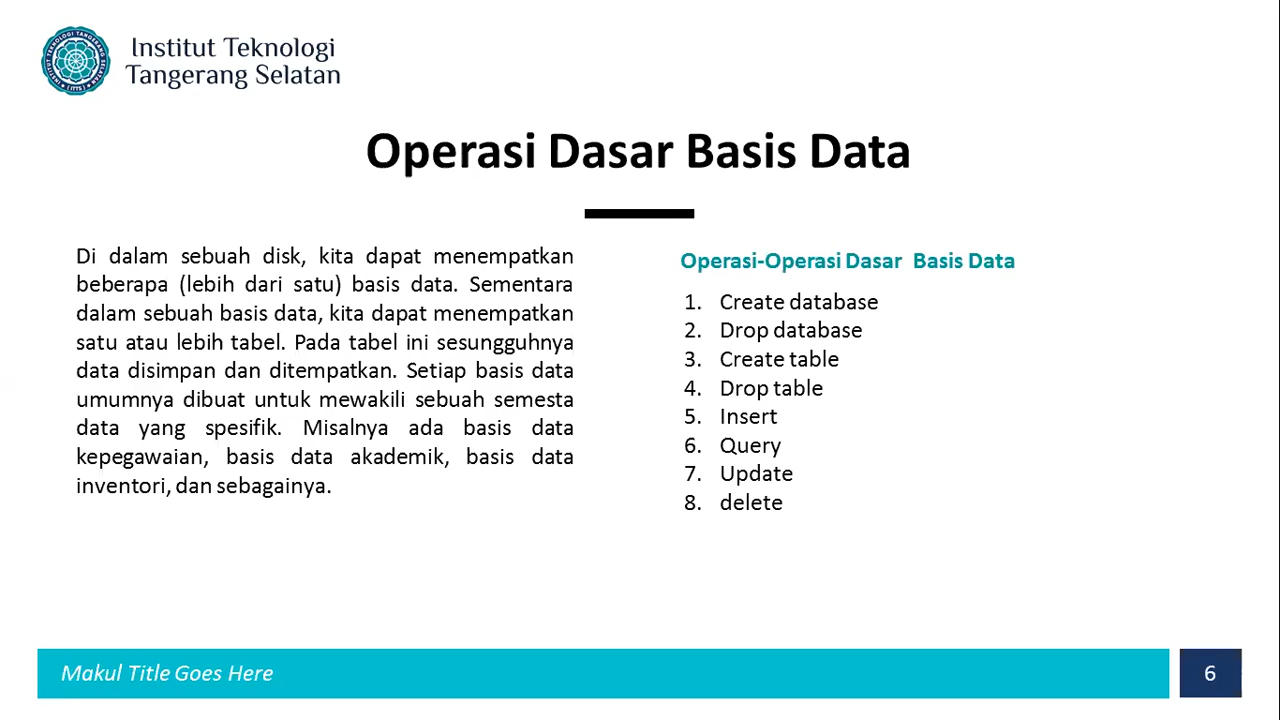 Institut Teknologi
Tangerang Selatan
Operasi Dasar Basis Data
Di dalam sebuah disk, kita dapat menempatkan
beberapa (lebih dari satu) basis data. Sementara
dalam sebuah basis data, kita dapat menempatkan
satu atau lebih tabel. Pada tabel ini sesungguhnya
data disimpan dan ditempatkan. Setiap basis data
umumnya dibuat untuk mewakili sebuah semesta
data yang spesifik. Misalnya ada basis data
kepegawaian, basis data akademik, basis data
inventori, dan sebagainya.
Operasi-Operasi Dasar Basis Data
1. Create database
2. Drop database
3. Create table
4. Drop table
5. Insert
6. Query
7. Update
8. delete
Makul Title Goes Here
6